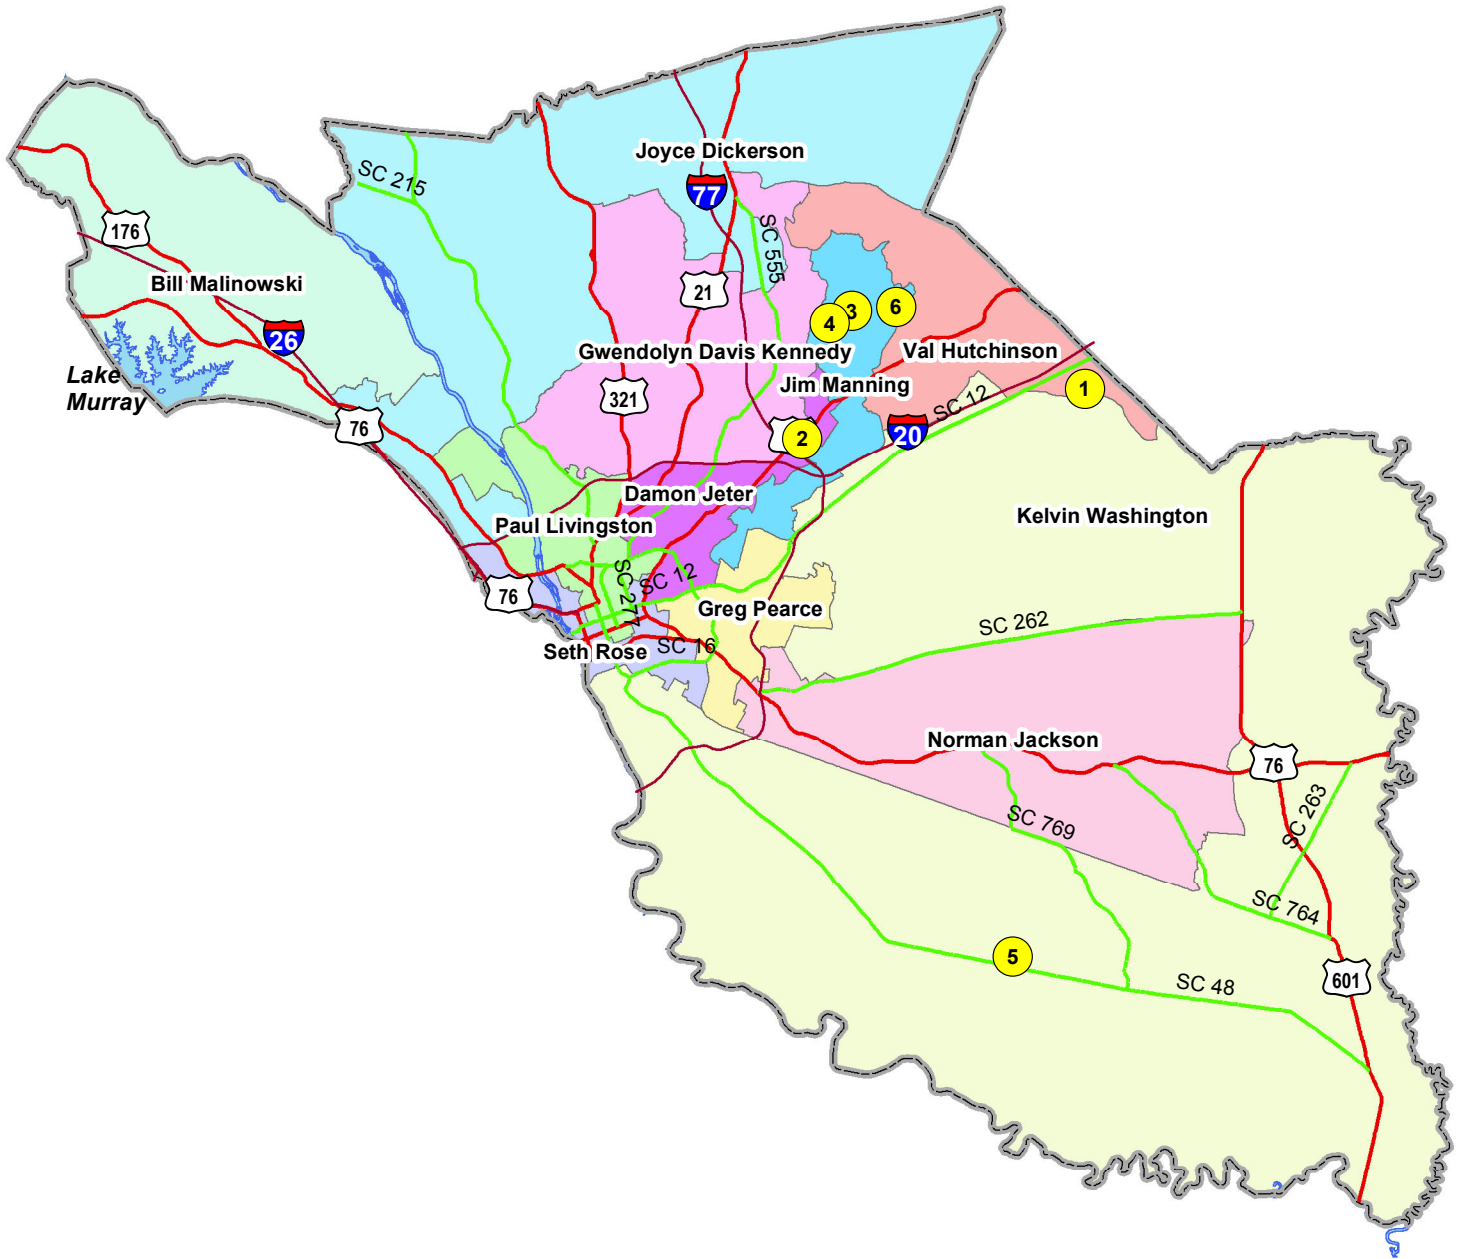 Joyce Dickerson
SC 215
77
176
SC 555
Bill Malinowski
21
6
3
4
26
Gwendolyn Davis Kennedy
Val Hutchinson
Lake
Murray
Jim Manning
1
321
SC 12
76
20
2
Damon Jeter
Kelvin Washington
Paul Livingston
SC 277
SC 12
76
Greg Pearce
SC 262
Seth Rose
SC 16
Norman Jackson
76
SC 263
SC 769
SC 764
5
601
SC 48